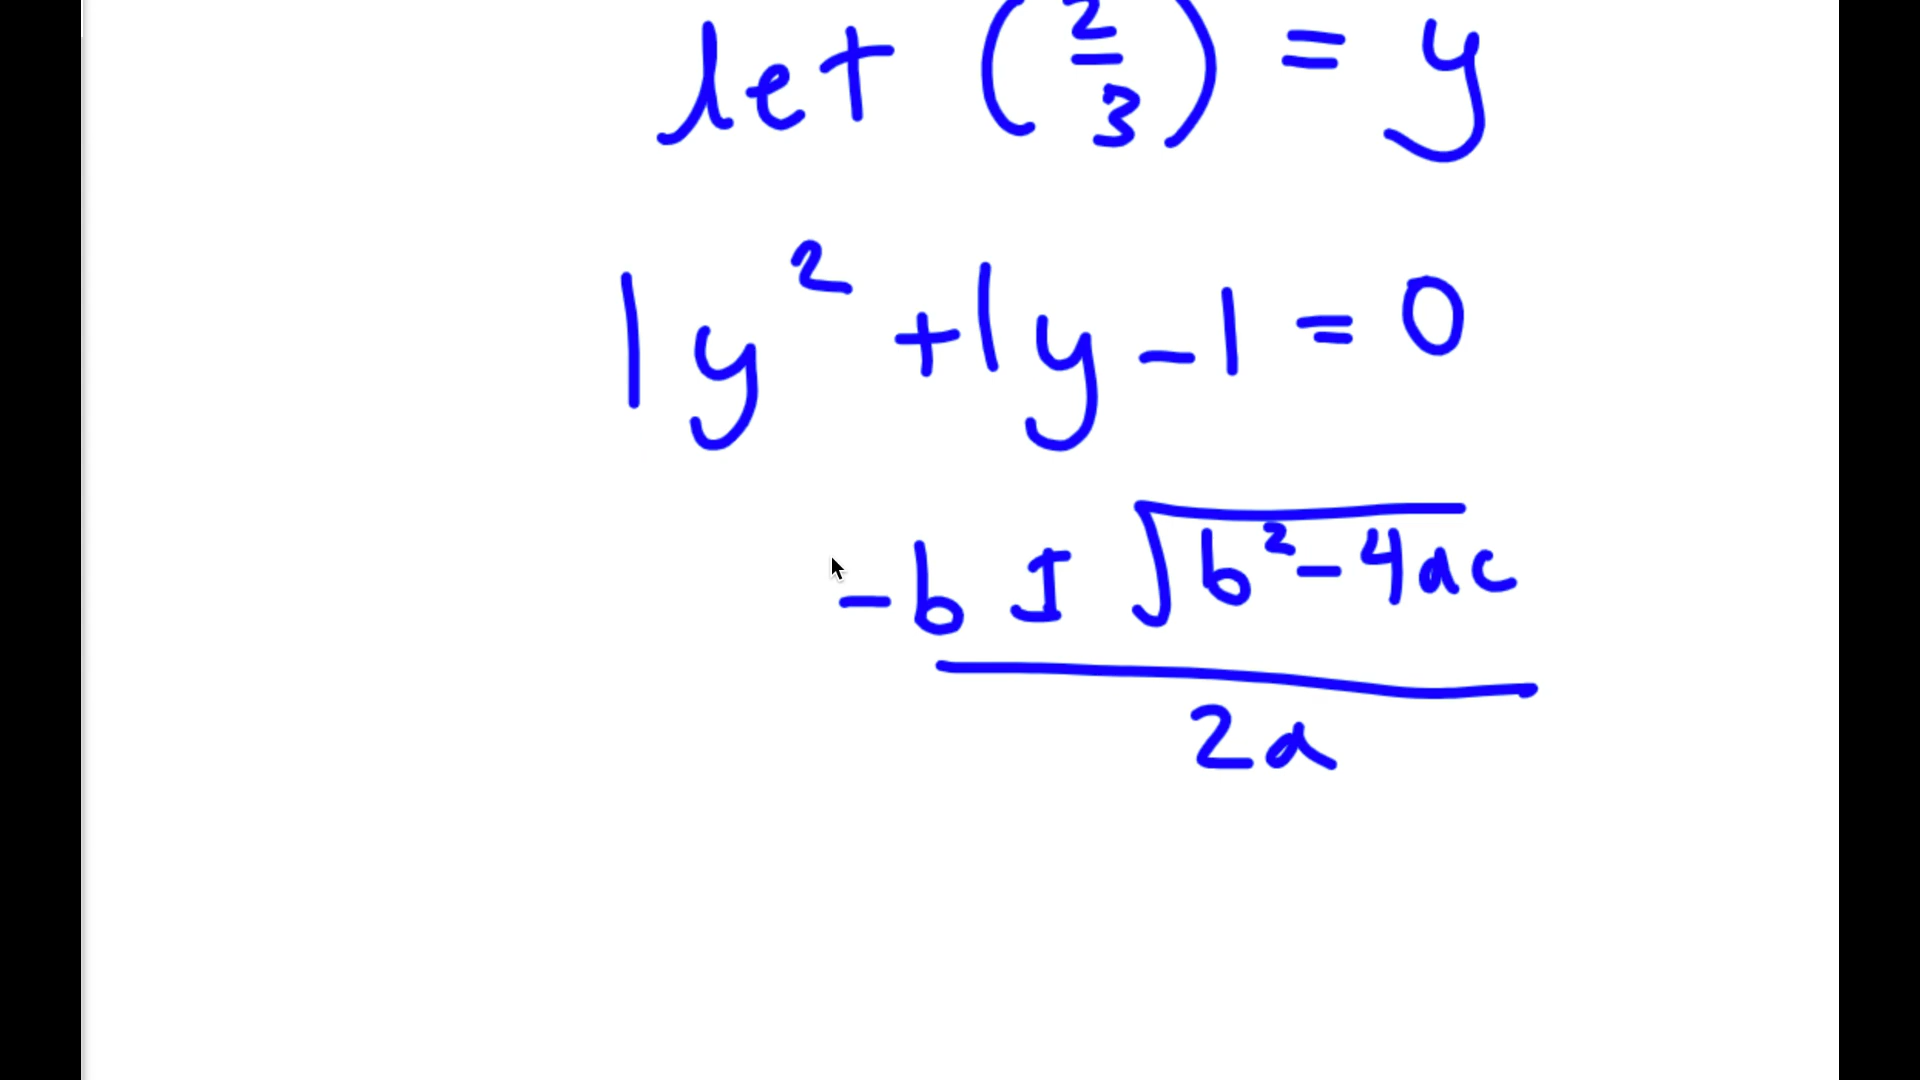 let (2/3) = y
1y² + 1y - 1 = 0
-b ± √b² - 4ac
2a